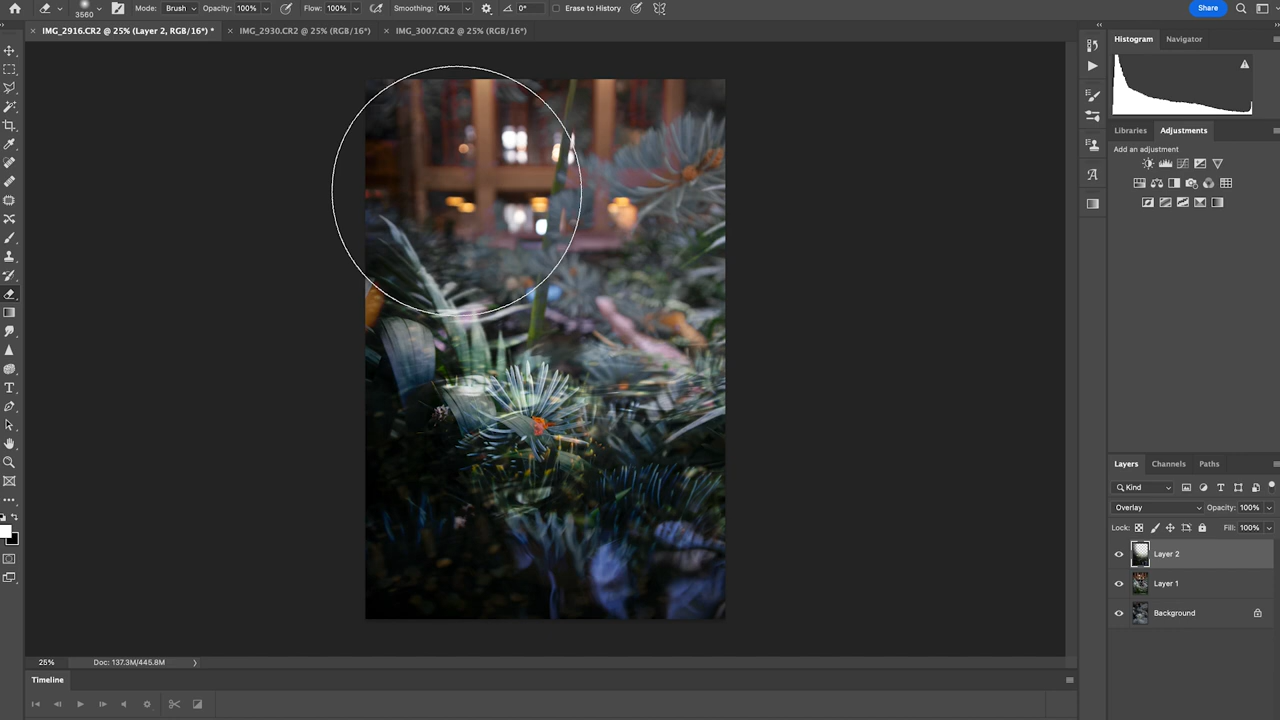 3560 Mode: Brush Opacity: 100% Flow: 100% Smoothing: 0% 0° Erase to History Share
× IMG_2916.CR2 @ 25% (Layer 2, RGB/16*) * × IMG_2930.CR2 @ 25% (RGB/16*) × IMG_3007.CR2 @ 25% (RGB/16*)
Histogram Navigator
Libraries Adjustments
Add an adjustment
Layers Channels Paths
Kind
Overlay Opacity: 100%
Lock: Fill: 100%
Layer 2
Layer 1
Background
25% Doc: 137.3M/445.8M
Timeline